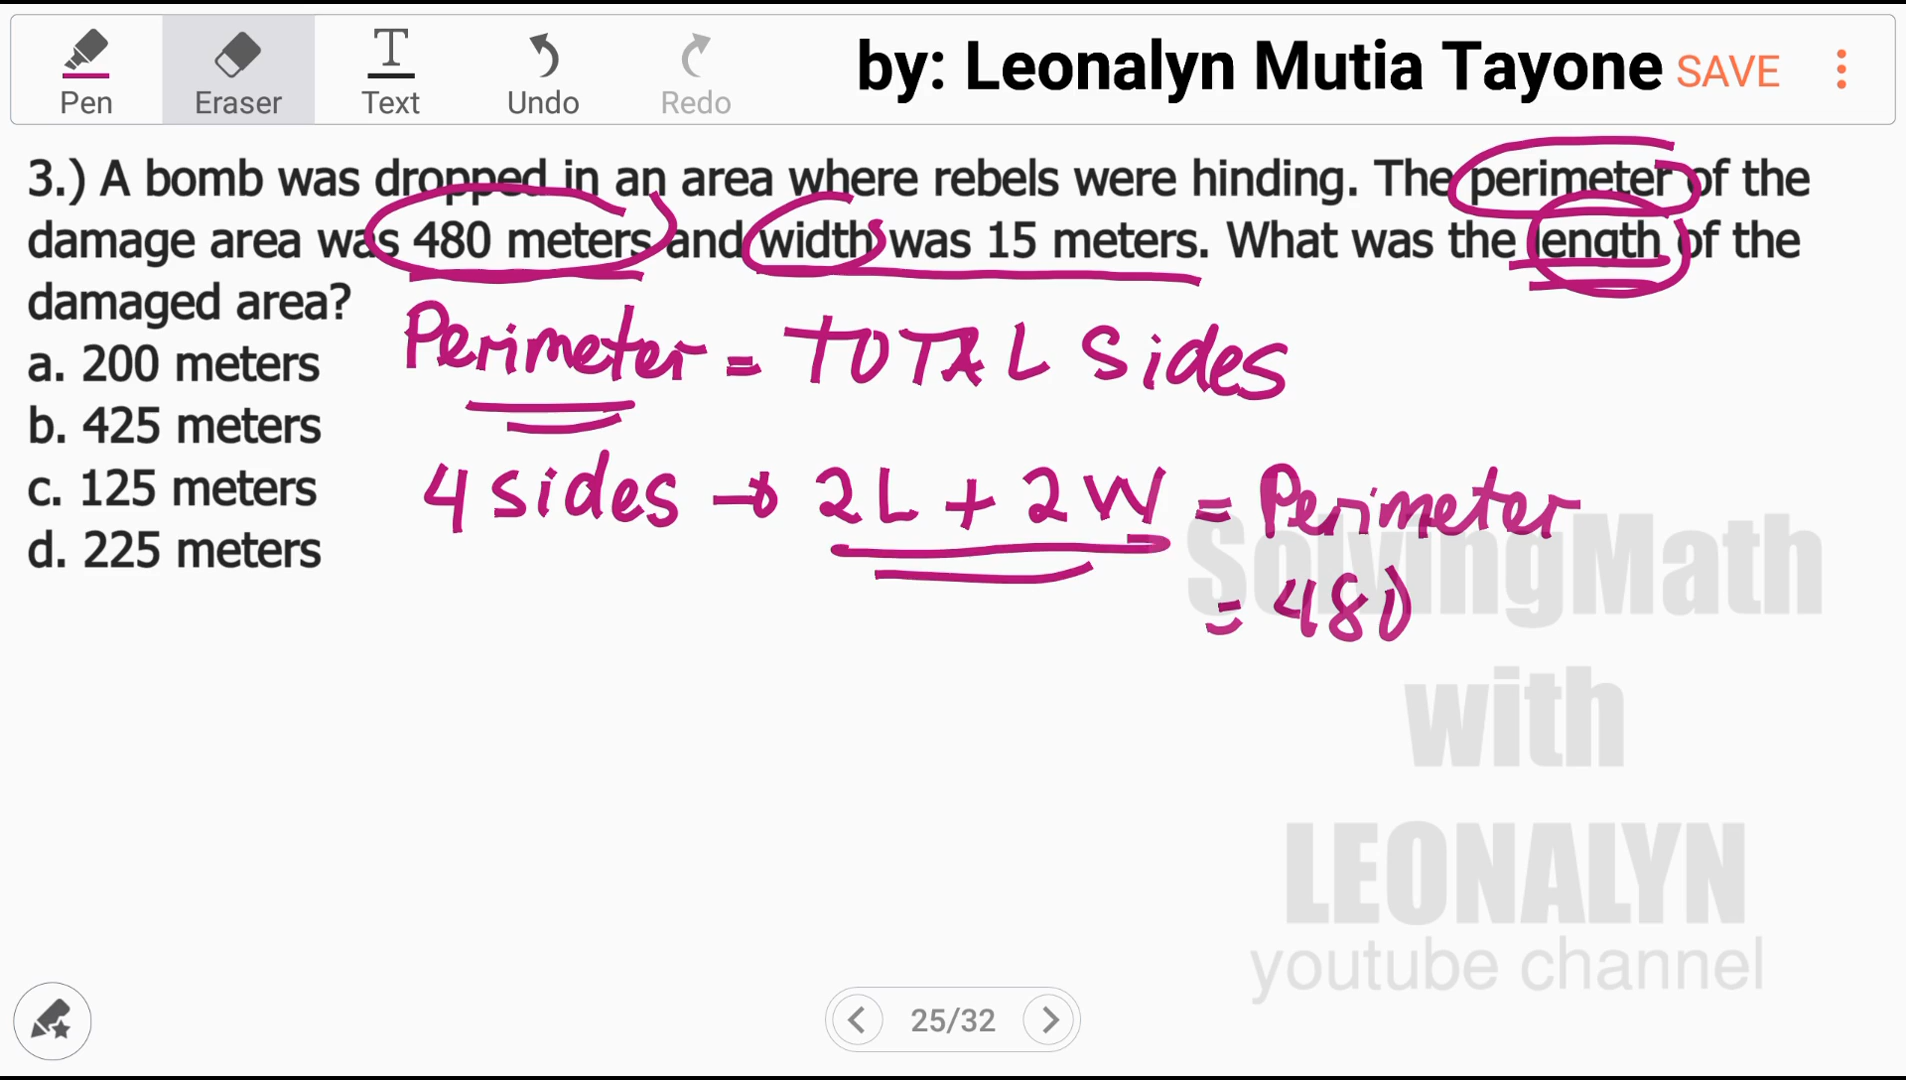 Pen
Eraser
Text
Undo
Redo
by: Leonalyn Mutia Tayone
SAVE
3.) A bomb was dropped in an area where rebels were hinding. The perimeter of the
damage area was 480 meters and width was 15 meters. What was the length of the
damaged area?
a. 200 meters
b. 425 meters
c. 125 meters
d. 225 meters
Perimeter = TOTAL Sides
4 sides → 2L + 2W = Perimeter
= 480
SolvingMath
with
LEONALYN
youtube channel
25/32